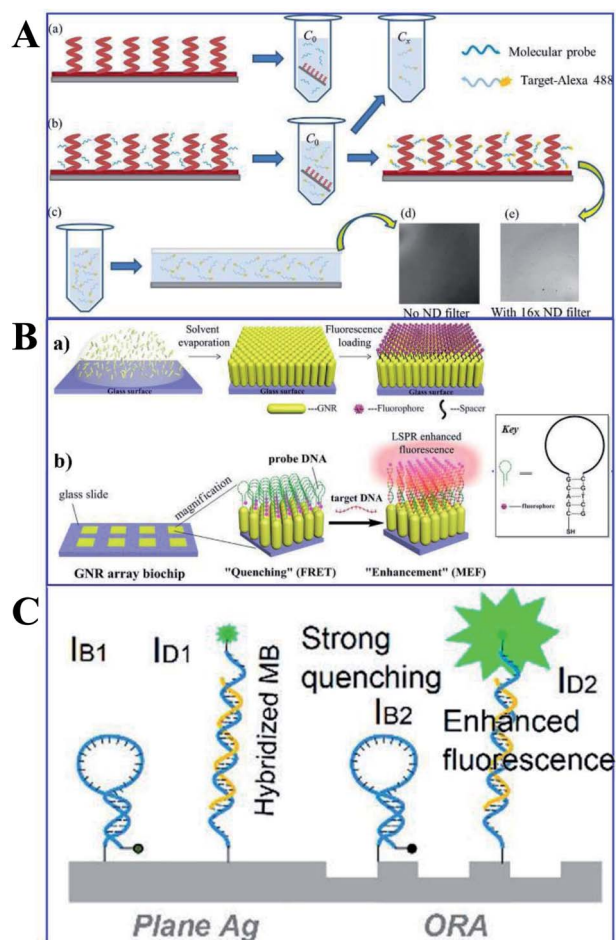 A
(a)
C0
Cx
Molecular probe
Target-Alexa 488
(b)
C0
(c)
(d)
(e)
No ND filter
With 16x ND filter
B
a)
Solvent
evaporation
Fluorescence
loading
Glass surface
Glass surface
Glass surface
---GNR
---Fluorophore
---Spacer
b)
glass slide
magnification
probe DNA
target DNA
LSPR enhanced
fluorescence
GNR array biochip
"Quenching" (FRET)
"Enhancement" (MEF)
Key
fluorophore
SH
C
IB1
ID1
Hybridized MB
Strong
quenching
IB2
ID2
Enhanced
fluorescence
Plane Ag
ORA